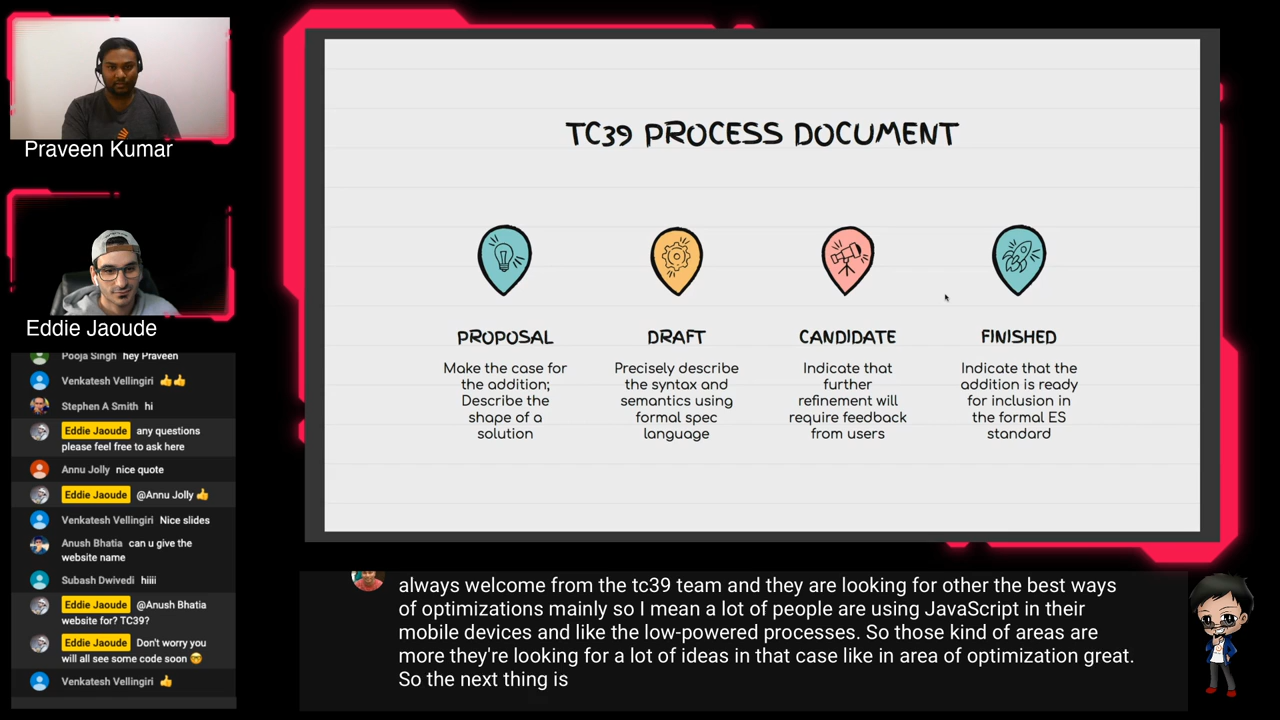 Praveen Kumar
Eddie Jaoude
Pooja Singh hey Praveen
Venkatesh Vellingiri 👍👍
Stephen A Smith hi
Eddie Jaoude any questions
please feel free to ask here
Annu Jolly nice quote
Eddie Jaoude @Annu Jolly 👍
Venkatesh Vellingiri Nice slides
Anush Bhatia can u give the
website name
Subash Dwivedi hiiii
Eddie Jaoude @Anush Bhatia
website for? TC39?
Eddie Jaoude Don't worry you
will all see some code soon 🤓
Venkatesh Vellingiri 👍
TC39 PROCESS DOCUMENT
PROPOSAL
Make the case for
the addition;
Describe the
shape of a
solution
DRAFT
Precisely describe
the syntax and
semantics using
formal spec
language
CANDIDATE
Indicate that
further
refinement will
require feedback
from users
FINISHED
Indicate that the
addition is ready
for inclusion in
the formal ES
standard
always welcome from the tc39 team and they are looking for other the best ways
of optimizations mainly so I mean a lot of people are using JavaScript in their
mobile devices and like the low-powered processes. So those kind of areas are
more they're looking for a lot of ideas in that case like in area of optimization great.
So the next thing is